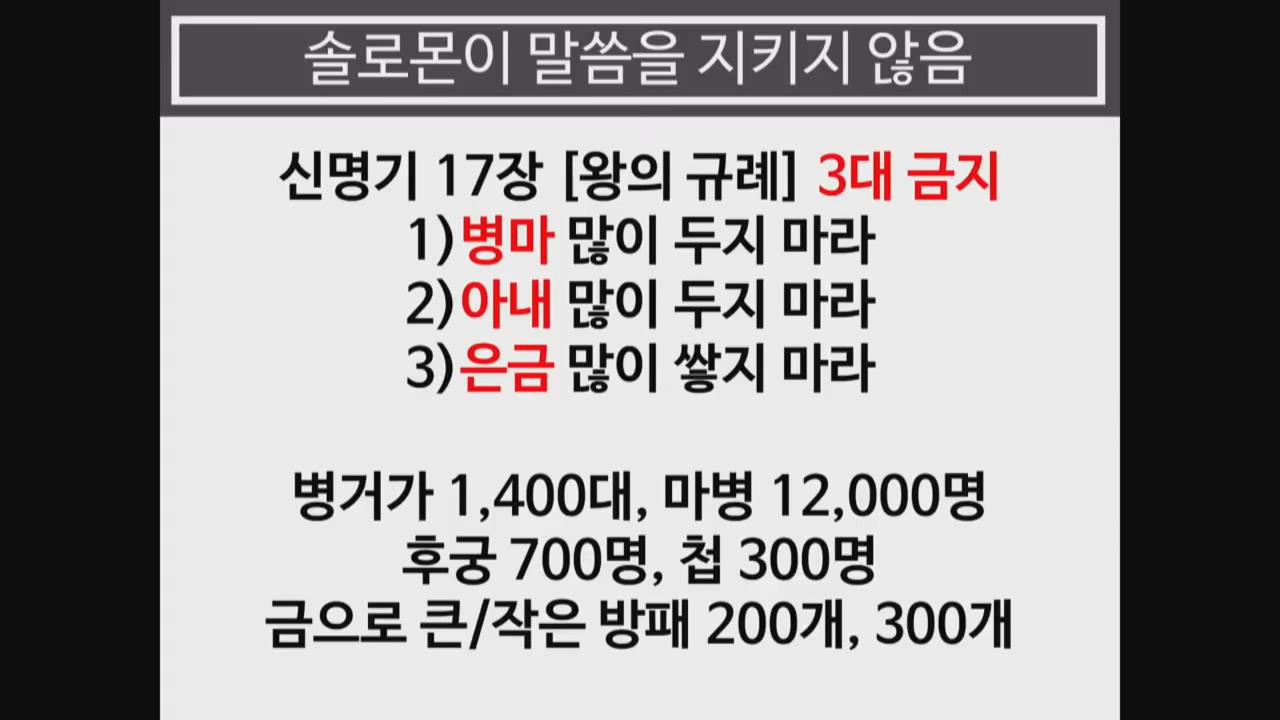 솔로몬이 말씀을 지키지 않음
신명기 17장 [왕의 규례] 3대 금지
1)병마 많이 두지 마라
2)아내 많이 두지 마라
3)은금 많이 쌓지 마라
병거가 1,400대, 마병 12,000명
후궁 700명, 첩 300명
금으로 큰/작은 방패 200개, 300개